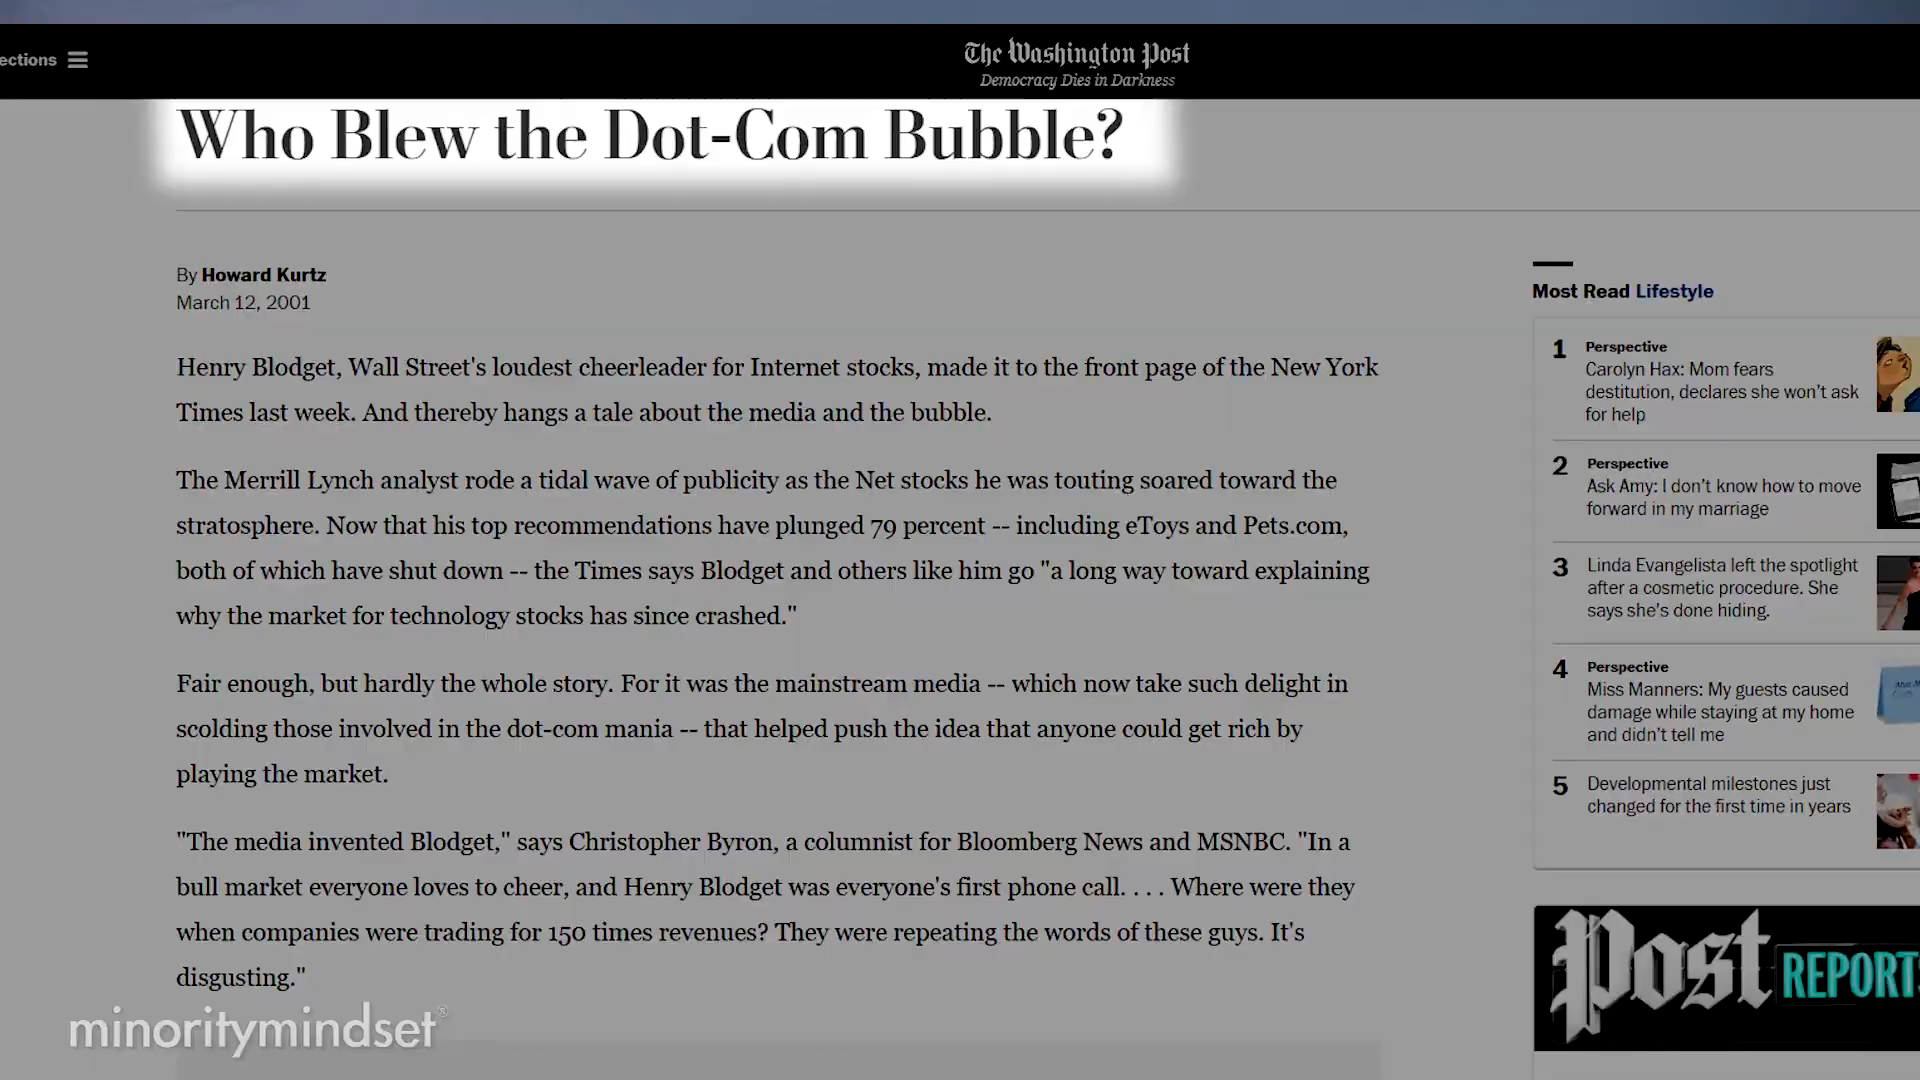 ections
The Washington Post
Democracy Dies in Darkness
Who Blew the Dot-Com Bubble?
By Howard Kurtz
March 12, 2001
Henry Blodget, Wall Street's loudest cheerleader for Internet stocks, made it to the front page of the New York
Times last week. And thereby hangs a tale about the media and the bubble.
The Merrill Lynch analyst rode a tidal wave of publicity as the Net stocks he was touting soared toward the
stratosphere. Now that his top recommendations have plunged 79 percent -- including eToys and Pets.com,
both of which have shut down -- the Times says Blodget and others like him go "a long way toward explaining
why the market for technology stocks has since crashed."
Fair enough, but hardly the whole story. For it was the mainstream media -- which now take such delight in
scolding those involved in the dot-com mania -- that helped push the idea that anyone could get rich by
playing the market.
"The media invented Blodget," says Christopher Byron, a columnist for Bloomberg News and MSNBC. "In a
bull market everyone loves to cheer, and Henry Blodget was everyone's first phone call. . . . Where were they
when companies were trading for 150 times revenues? They were repeating the words of these guys. It's
disgusting."
Most Read Lifestyle
1 Perspective
Carolyn Hax: Mom fears
destitution, declares she won't ask
for help
2 Perspective
Ask Amy: I don't know how to move
forward in my marriage
3 Linda Evangelista left the spotlight
after a cosmetic procedure. She
says she's done hiding.
4 Perspective
Miss Manners: My guests caused
damage while staying at my home
and didn't tell me
5 Developmental milestones just
changed for the first time in years
Post REPORTS
minoritymindset®